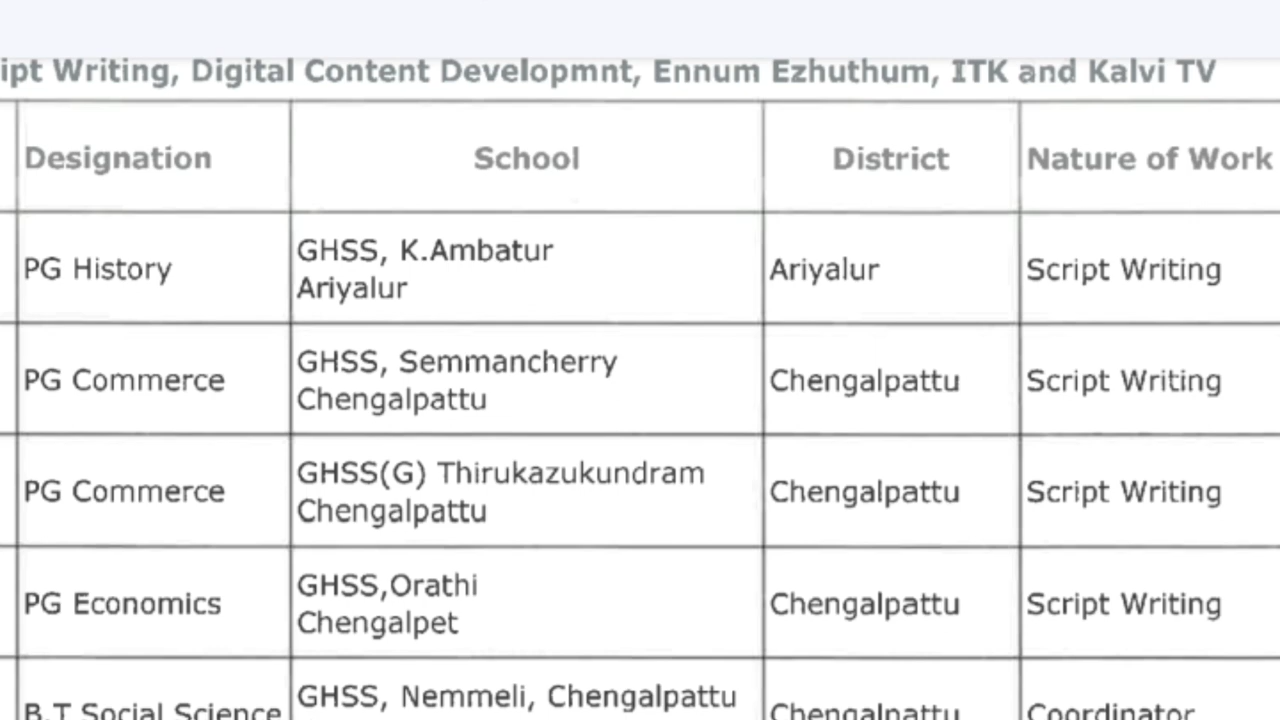 ipt Writing, Digital Content Developmnt, Ennum Ezhuthum, ITK and Kalvi TV
Designation School District Nature of Work
PG History GHSS, K.Ambatur Ariyalur Ariyalur Script Writing
PG Commerce GHSS, Semmancherry Chengalpattu Chengalpattu Script Writing
PG Commerce GHSS(G) Thirukazukundram Chengalpattu Chengalpattu Script Writing
PG Economics GHSS,Orathi Chengalpet Chengalpattu Script Writing
B.T Social Science GHSS, Nemmeli, Chengalpattu Chengalpattu Coordinator